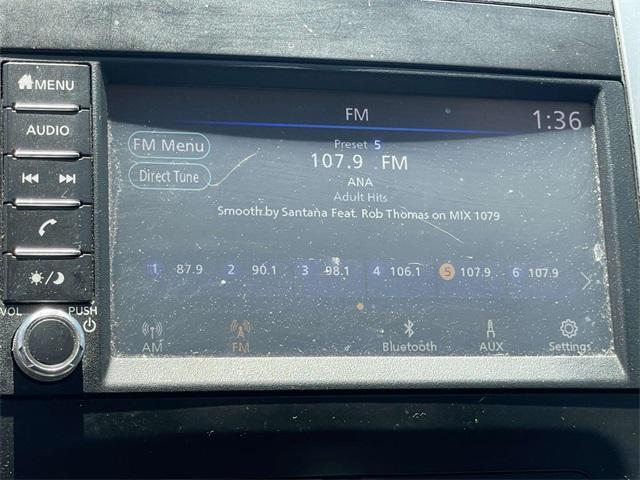 MENU
AUDIO
VOL
PUSH
FM
1:36
FM Menu
Direct Tune
Preset 5
107.9 FM
ANA
Adult Hits
Smooth by Santana Feat. Rob Thomas on MIX 1079
1 87.9 2 90.1 3 98.1 4 106.1 5 107.9 6 107.9
AM FM Bluetooth AUX Settings